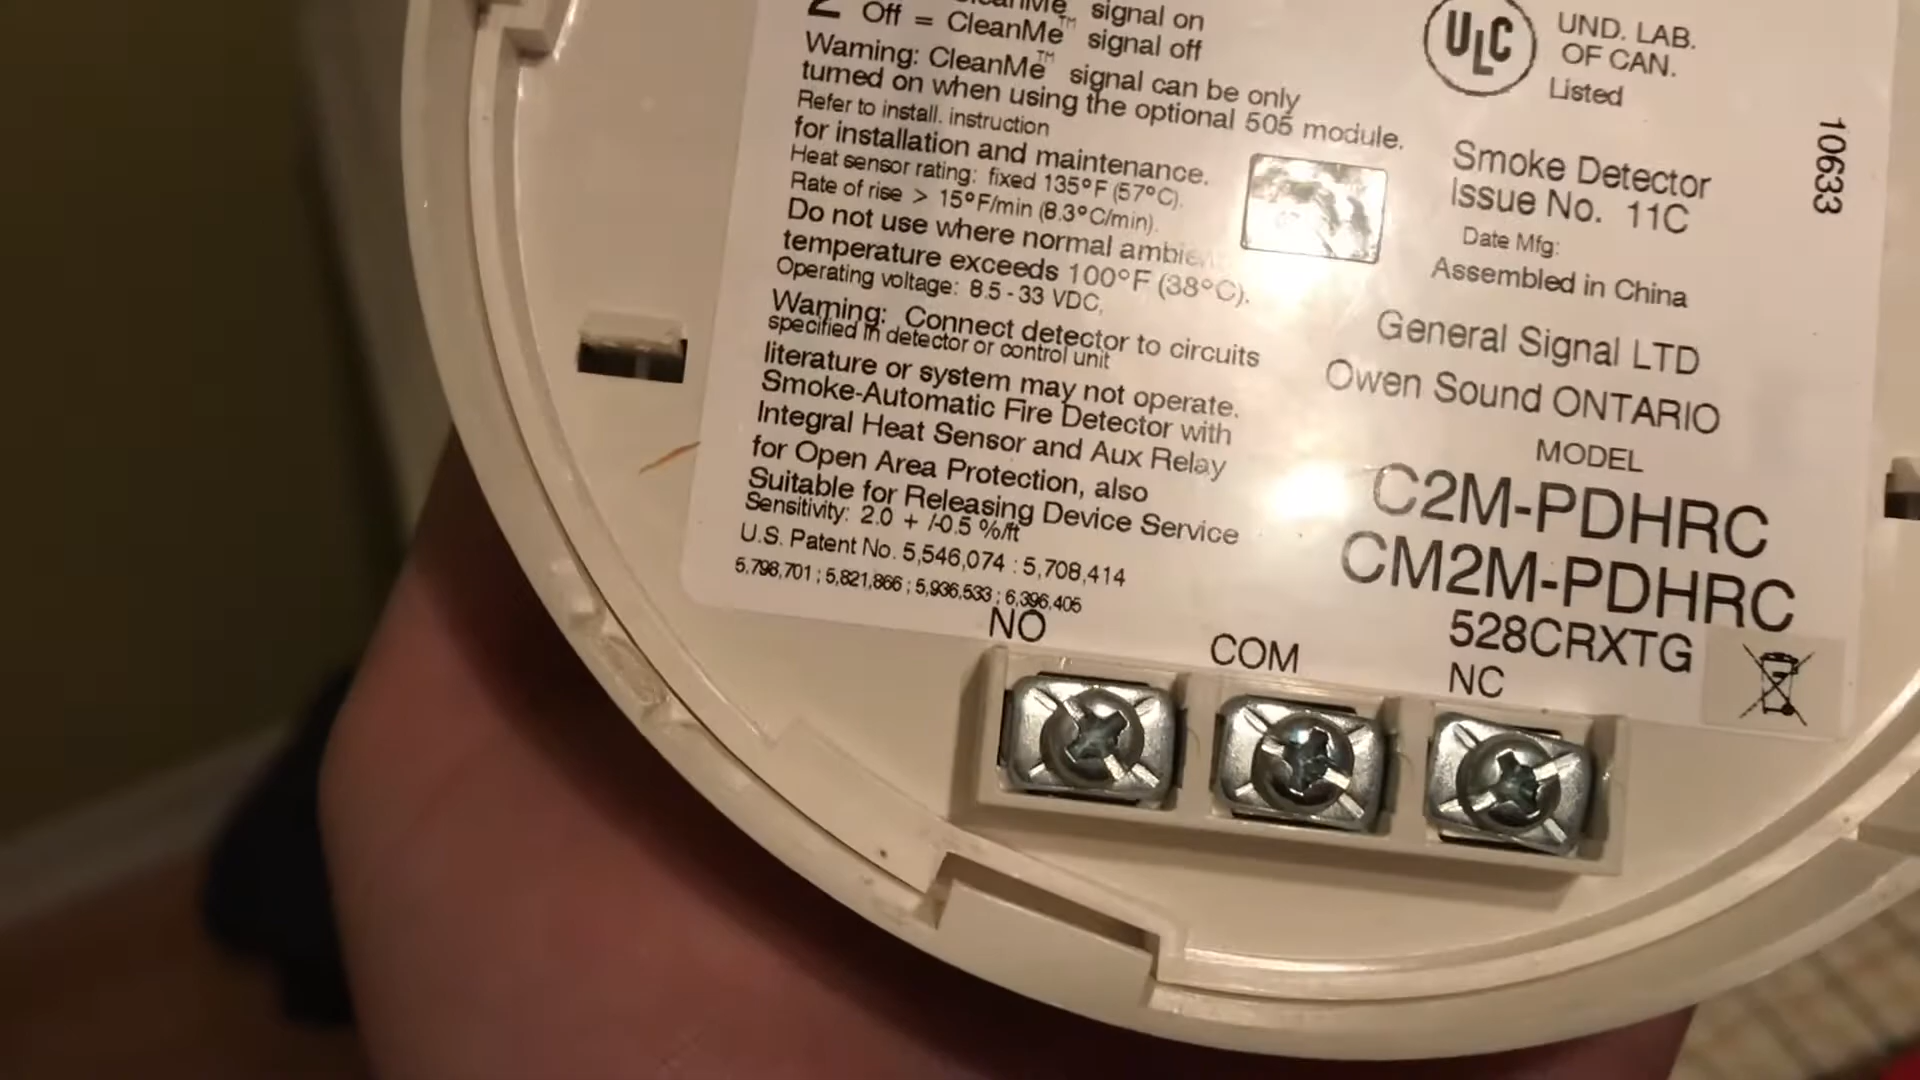 signal on
Off = CleanMe™ signal off
Warning: CleanMe™ signal can be only
turned on when using the optional 505 module.
Refer to install. instruction
for installation and maintenance.
Heat sensor rating: fixed 135°F (57°C).
Rate of rise > 15°F/min (8.3°C/min).
Do not use where normal
temperature exceeds 100°F (38°C).
Operating voltage: 8.5 - 33 VDC,
Warning: Connect detector to circuits
specified in detector or control unit
literature or system may not operate.
Smoke-Automatic Fire Detector with
Integral Heat Sensor and Aux Relay
for Open Area Protection, also
Suitable for Releasing Device Service
Sensitivity: 2.0 + /-0.5 %/ft
U.S. Patent No. 5,546,074 : 5,708,414
5,798,701 ; 5,821,866 ; 5,936,533 ; 6,396,405
ULC
UND. LAB.
OF CAN.
Listed
Smoke Detector
Issue No. 11C
Date Mfg:
Assembled in China
General Signal LTD
Owen Sound ONTARIO
MODEL
C2M-PDHRC
CM2M-PDHRC
528CRXTG
10633
NO
COM
NC